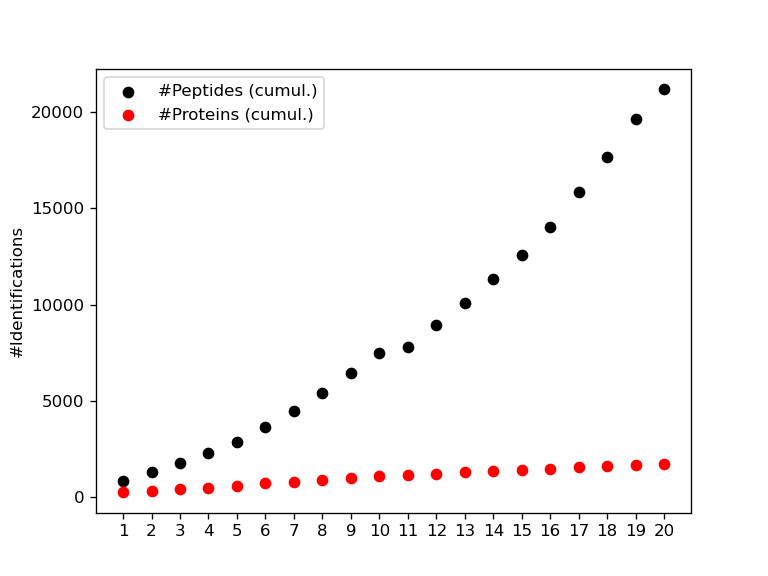 #Peptides (cumul.)
#Proteins (cumul.)
20000
15000
10000
5000
0
#Identifications
1 2 3 4 5 6 7 8 9 10 11 12 13 14 15 16 17 18 19 20